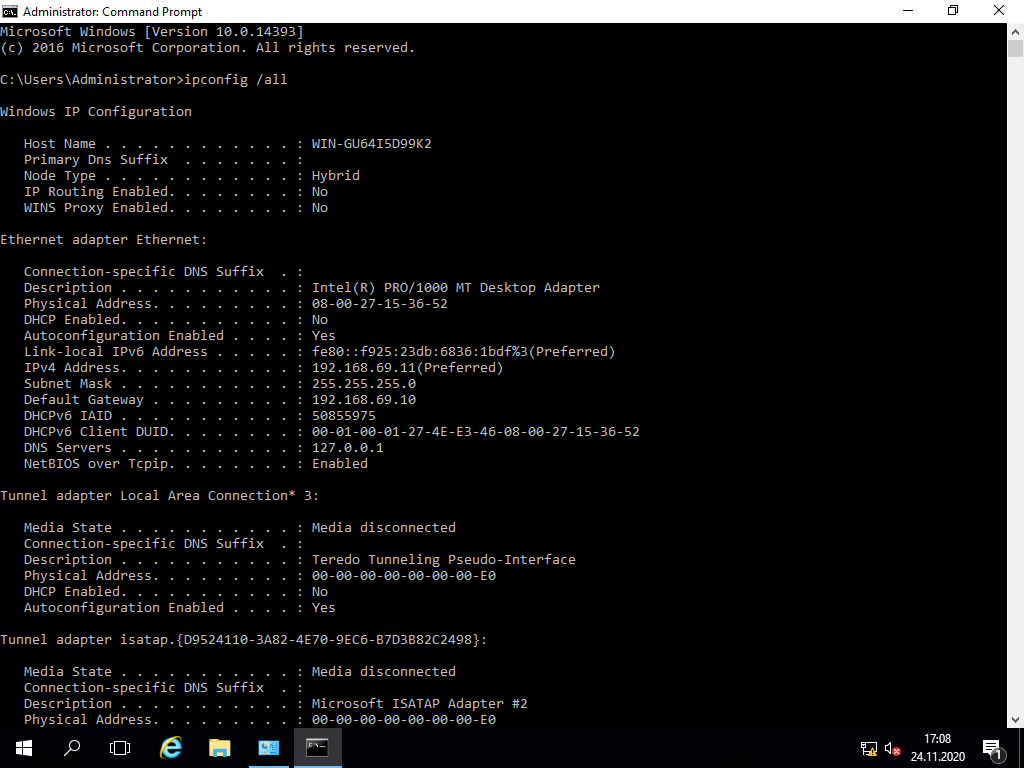 Administrator: Command Prompt
Microsoft Windows [Version 10.0.14393]
(c) 2016 Microsoft Corporation. All rights reserved.
C:\Users\Administrator>ipconfig /all
Windows IP Configuration
Host Name . . . . . . . . . . . . : WIN-GU64I5D99K2
Primary Dns Suffix  . . . . . . . :
Node Type . . . . . . . . . . . . : Hybrid
IP Routing Enabled. . . . . . . . : No
WINS Proxy Enabled. . . . . . . . : No
Ethernet adapter Ethernet:
Connection-specific DNS Suffix  . :
Description . . . . . . . . . . . : Intel(R) PRO/1000 MT Desktop Adapter
Physical Address. . . . . . . . . : 08-00-27-15-36-52
DHCP Enabled. . . . . . . . . . . : No
Autoconfiguration Enabled . . . . : Yes
Link-local IPv6 Address . . . . . : fe80::f925:23db:6836:1bdf%3(Preferred)
IPv4 Address. . . . . . . . . . . : 192.168.69.11(Preferred)
Subnet Mask . . . . . . . . . . . : 255.255.255.0
Default Gateway . . . . . . . . . : 192.168.69.10
DHCPv6 IAID . . . . . . . . . . . : 50855975
DHCPv6 Client DUID. . . . . . . . : 00-01-00-01-27-4E-E3-46-08-00-27-15-36-52
DNS Servers . . . . . . . . . . . : 127.0.0.1
NetBIOS over Tcpip. . . . . . . . : Enabled
Tunnel adapter Local Area Connection* 3:
Media State . . . . . . . . . . . : Media disconnected
Connection-specific DNS Suffix  . :
Description . . . . . . . . . . . : Teredo Tunneling Pseudo-Interface
Physical Address. . . . . . . . . : 00-00-00-00-00-00-00-E0
DHCP Enabled. . . . . . . . . . . : No
Autoconfiguration Enabled . . . . : Yes
Tunnel adapter isatap.{D9524110-3A82-4E70-9EC6-B7D3B82C2498}:
Media State . . . . . . . . . . . : Media disconnected
Connection-specific DNS Suffix  . :
Description . . . . . . . . . . . : Microsoft ISATAP Adapter #2
Physical Address. . . . . . . . . : 00-00-00-00-00-00-00-E0
17:08
24.11.2020
1